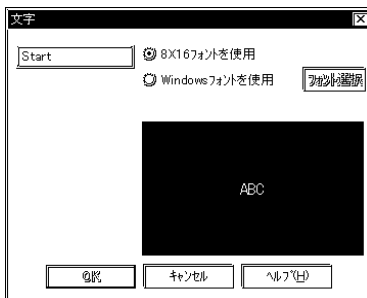 文字
Start
8X16フォントを使用
Windowsフォントを使用
フォント選択
ABC
OK
キャンセル
ヘルプ(H)